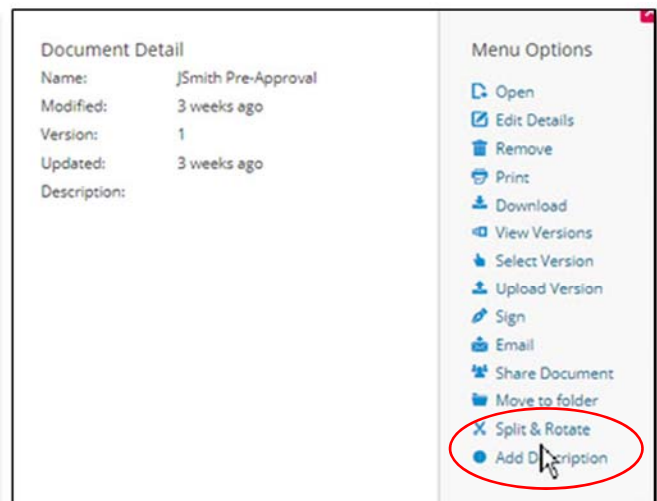 Document Detail
Name: JSmith Pre-Approval
Modified: 3 weeks ago
Version: 1
Updated: 3 weeks ago
Description:
Menu Options
Open
Edit Details
Remove
Print
Download
View Versions
Select Version
Upload Version
Sign
Email
Share Document
Move to folder
Split & Rotate
Add Description